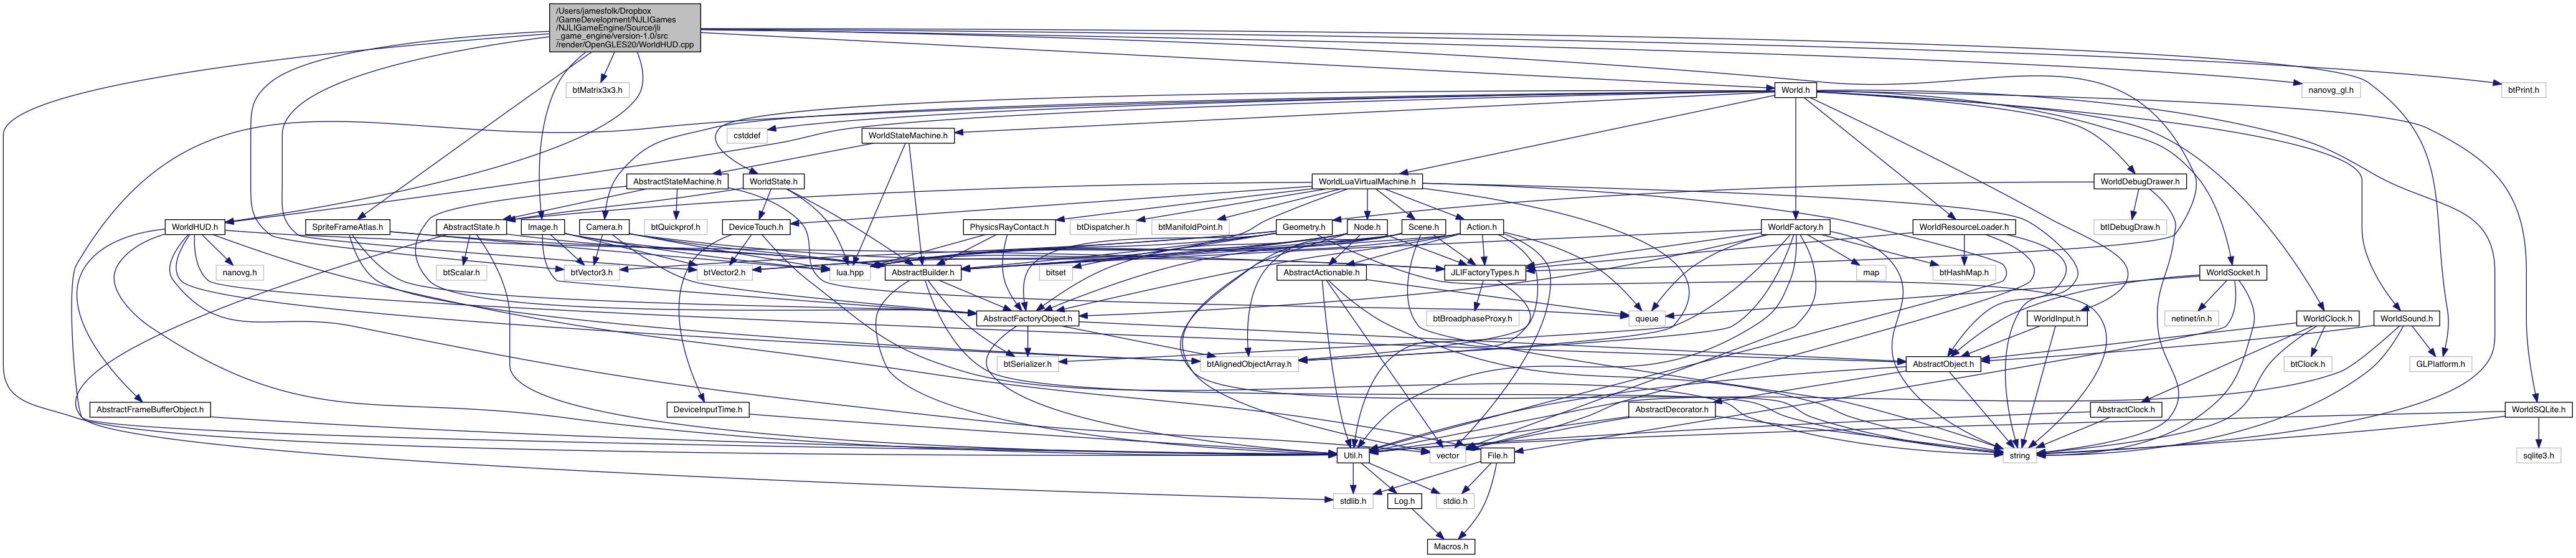 /Users/jamesfolk/Dropbox
/GameDevelopment/NJLIGames
/NJLIGameEngine/Source/jli
_game_engine/version-1.0/src
/render/OpenGLES20/WorldHUD.cpp
btMatrix3x3.h
World.h
nanovg_gl.h
btPrint.h
cstddef
WorldStateMachine.h
AbstractStateMachine.h
WorldState.h
WorldLuaVirtualMachine.h
WorldDebugDrawer.h
WorldHUD.h
SpriteFrameAtlas.h
AbstractState.h
btQuickprof.h
Image.h
Camera.h
DeviceTouch.h
PhysicsRayContact.h
btDispatcher.h
btManifoldPoint.h
Geometry.h
Node.h
Scene.h
Action.h
WorldFactory.h
WorldResourceLoader.h
btIDebugDraw.h
nanovg.h
btScalar.h
btVector3.h
btVector2.h
lua.hpp
AbstractBuilder.h
bitset
AbstractActionable.h
JLIFactoryTypes.h
map
btHashMap.h
WorldSocket.h
AbstractFactoryObject.h
btBroadphaseProxy.h
queue
WorldInput.h
netinet/in.h
WorldClock.h
WorldSound.h
btSerializer.h
btAlignedObjectArray.h
AbstractObject.h
btClock.h
GLPlatform.h
AbstractFrameBufferObject.h
DeviceInputTime.h
AbstractDecorator.h
AbstractClock.h
WorldSQLite.h
Util.h
vector
File.h
string
sqlite3.h
stdlib.h
Log.h
stdio.h
Macros.h